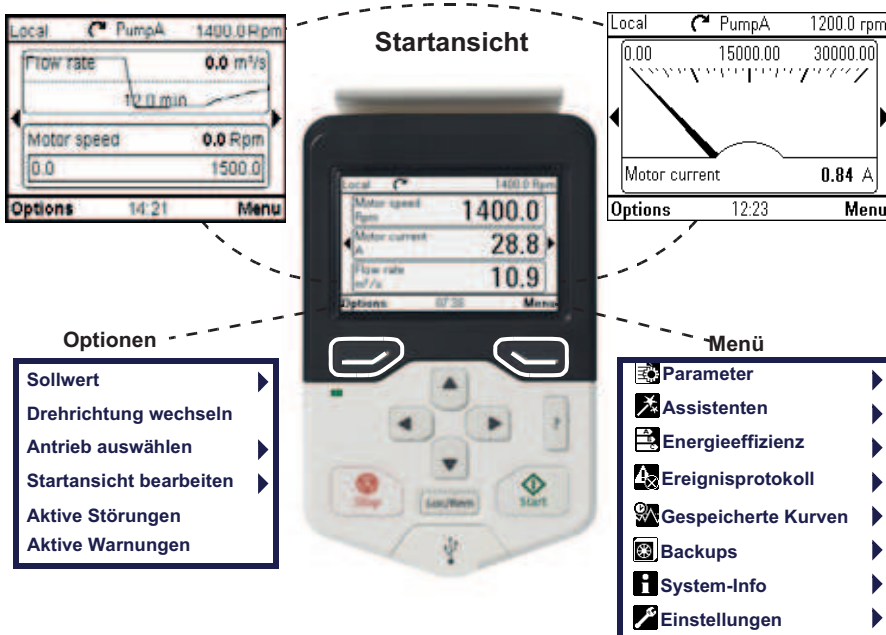 Startansicht
Local PumpA 1400.0 Rpm
Flow rate 0.0 m³/s
12.0 min
Motor speed 0.0 Rpm
0.0 1500.0
Options 14:21 Menu
Local PumpA 1200.0 rpm
0.00 15000.00 30000.00
Motor current 0.84 A
Options 12:23 Menu
Local 1400.0 Rpm
Motor speed
Rpm 1400.0
Motor current
A 28.8
Flow rate
m³/s 10.9
Options 07:36 Menu
?
Stop Loc/Rem Start
Optionen
Sollwert
Drehrichtung wechseln
Antrieb auswählen
Startansicht bearbeiten
Aktive Störungen
Aktive Warnungen
Menü
Parameter
Assistenten
Energieeffizienz
Ereignisprotokoll
Gespeicherte Kurven
Backups
System-Info
Einstellungen